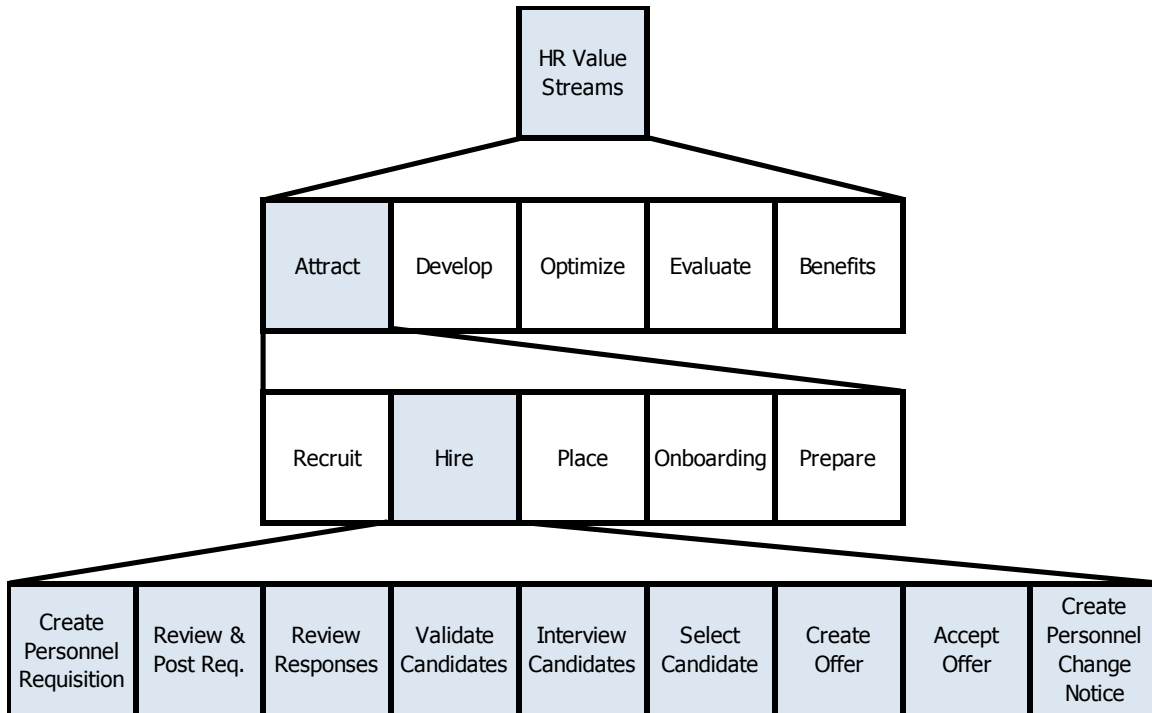 HR Value
Streams
Attract
Develop
Optimize
Evaluate
Benefits
Recruit
Hire
Place
Onboarding
Prepare
Create
Personnel
Requisition
Review &
Post Req.
Review
Responses
Validate
Candidates
Interview
Candidates
Select
Candidate
Create
Offer
Accept
Offer
Create
Personnel
Change
Notice